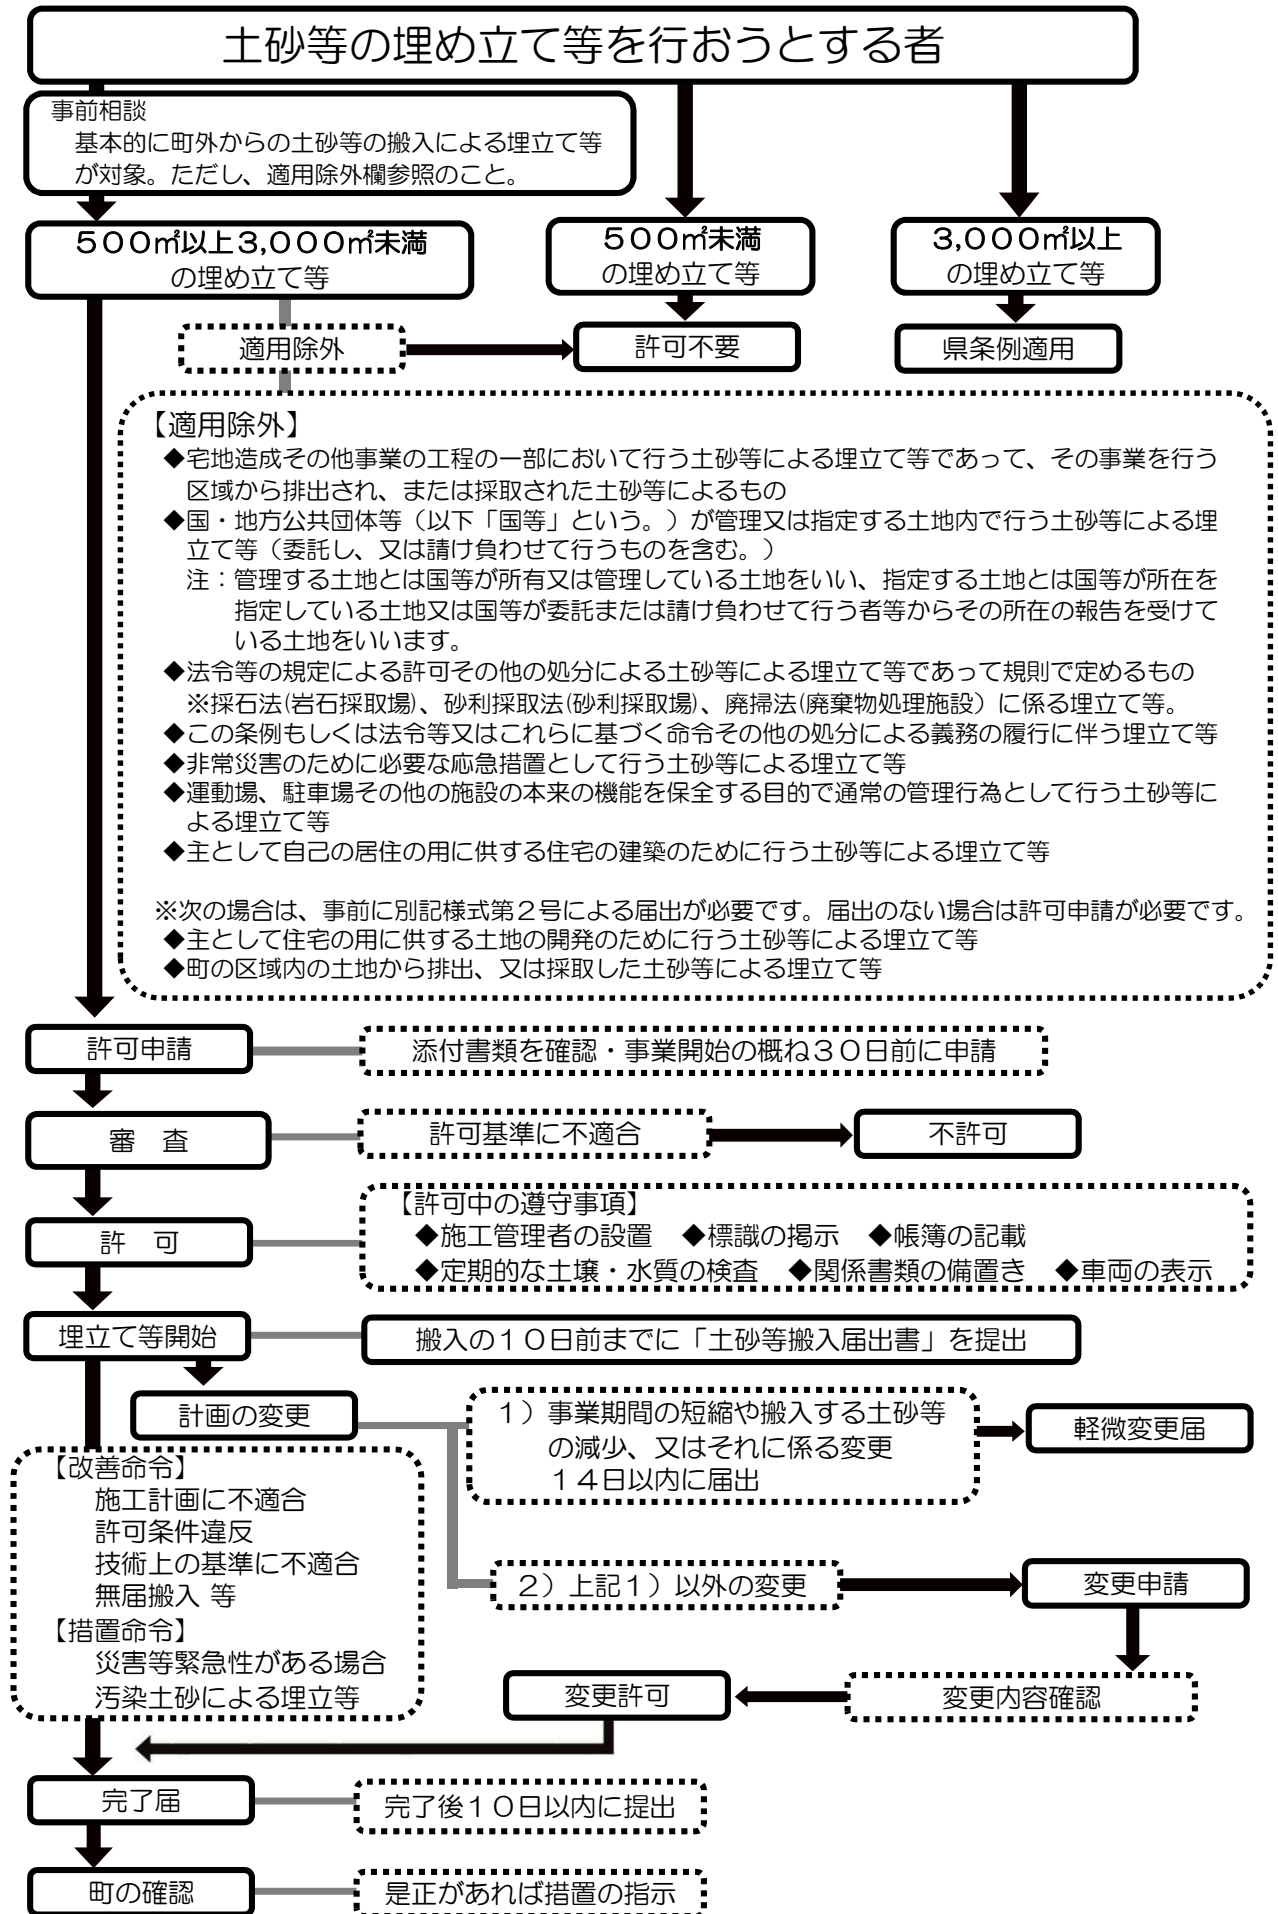 土砂等の埋め立て等を行おうとする者
事前相談
基本的に町外からの土砂等の搬入による埋立て等
が対象。ただし、適用除外欄参照のこと。
500㎡以上3,000㎡未満
の埋め立て等
500㎡未満
の埋め立て等
3,000㎡以上
の埋め立て等
適用除外
許可不要
県条例適用
【適用除外】
◆宅地造成その他事業の工程の一部において行う土砂等による埋立て等であって、その事業を行う
区域から排出され、または採取された土砂等によるもの
◆国・地方公共団体等（以下「国等」という。）が管理又は指定する土地内で行う土砂等による埋
立て等（委託し、又は請け負わせて行うものを含む。）
注：管理する土地とは国等が所有又は管理している土地をいい、指定する土地とは国等が所在を
指定している土地又は国等が委託または請け負わせて行う者等からその所在の報告を受けて
いる土地をいいます。
◆法令等の規定による許可その他の処分による土砂等による埋立て等であって規則で定めるもの
※採石法(岩石採取場)、砂利採取法(砂利採取場)、廃掃法(廃棄物処理施設）に係る埋立て等。
◆この条例もしくは法令等又はこれらに基づく命令その他の処分による義務の履行に伴う埋立て等
◆非常災害のために必要な応急措置として行う土砂等による埋立て等
◆運動場、駐車場その他の施設の本来の機能を保全する目的で通常の管理行為として行う土砂等に
よる埋立て等
◆主として自己の居住の用に供する住宅の建築のために行う土砂等による埋立て等
※次の場合は、事前に別記様式第２号による届出が必要です。届出のない場合は許可申請が必要です。
◆主として住宅の用に供する土地の開発のために行う土砂等による埋立て等
◆町の区域内の土地から排出、又は採取した土砂等による埋立て等
許可申請
添付書類を確認・事業開始の概ね３０日前に申請
審　査
許可基準に不適合
不許可
許　可
【許可中の遵守事項】
◆施工管理者の設置　◆標識の掲示　◆帳簿の記載
◆定期的な土壌・水質の検査　◆関係書類の備置き　◆車両の表示
埋立て等開始
搬入の１０日前までに「土砂等搬入届出書」を提出
計画の変更
１）事業期間の短縮や搬入する土砂等
の減少、又はそれに係る変更
１４日以内に届出
軽微変更届
【改善命令】
施工計画に不適合
許可条件違反
技術上の基準に不適合
無届搬入 等
【措置命令】
災害等緊急性がある場合
汚染土砂による埋立等
２）上記１）以外の変更
変更申請
変更許可
変更内容確認
完了届
完了後１０日以内に提出
町の確認
是正があれば措置の指示